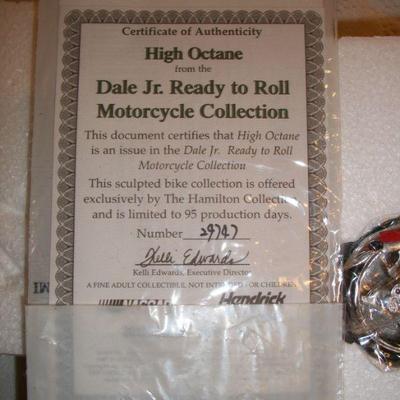 Certificate of Authenticity
High Octane
from the
Dale Jr. Ready to Roll
Motorcycle Collection
This document certifies that High Octane
is an issue in the Dale Jr. Ready to Roll
Motorcycle Collection
This sculpted bike collection is offered
exclusively by The Hamilton Collection
and is limited to 95 production days.
Number 29747
Kelli Edwards
Kelli Edwards, Executive Director
A FINE ADULT COLLECTIBLE, NOT INTENDED FOR CHILDREN
Hendrick